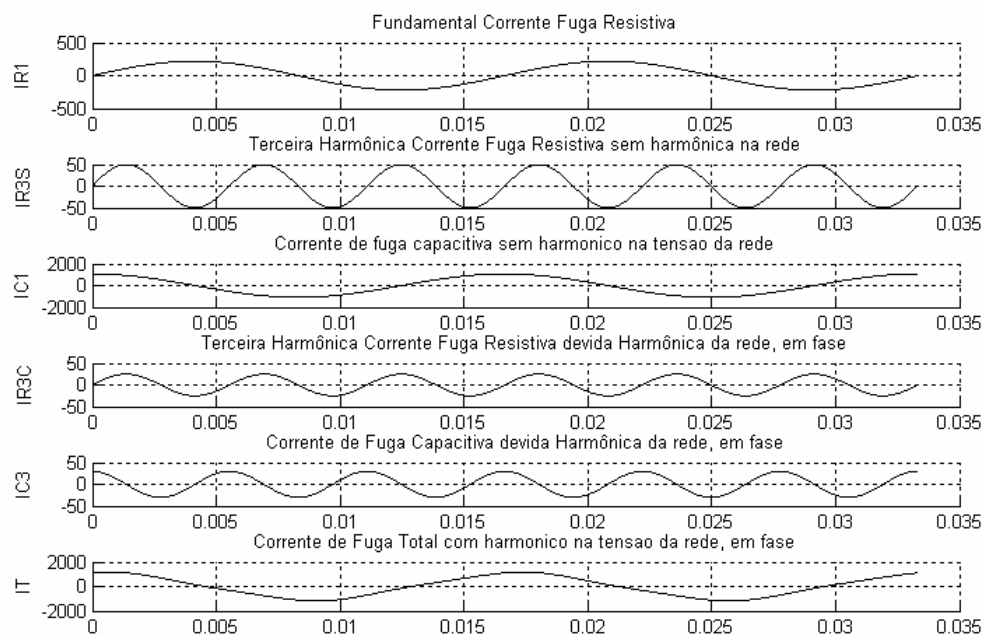 Fundamental Corrente Fuga Resistiva
500
0
-500
IR1
0 0.005 0.01 0.015 0.02 0.025 0.03 0.035
Terceira Harmônica Corrente Fuga Resistiva sem harmônica na rede
50
0
-50
IR3S
0 0.005 0.01 0.015 0.02 0.025 0.03 0.035
Corrente de fuga capacitiva sem harmonico na tensao da rede
2000
0
-2000
IC1
0 0.005 0.01 0.015 0.02 0.025 0.03 0.035
Terceira Harmônica Corrente Fuga Resistiva devida Harmônica da rede, em fase
50
0
-50
IR3C
0 0.005 0.01 0.015 0.02 0.025 0.03 0.035
Corrente de Fuga Capacitiva devida Harmônica da rede, em fase
50
0
-50
IC3
0 0.005 0.01 0.015 0.02 0.025 0.03 0.035
Corrente de Fuga Total com harmonico na tensao da rede, em fase
2000
0
-2000
IT
0 0.005 0.01 0.015 0.02 0.025 0.03 0.035